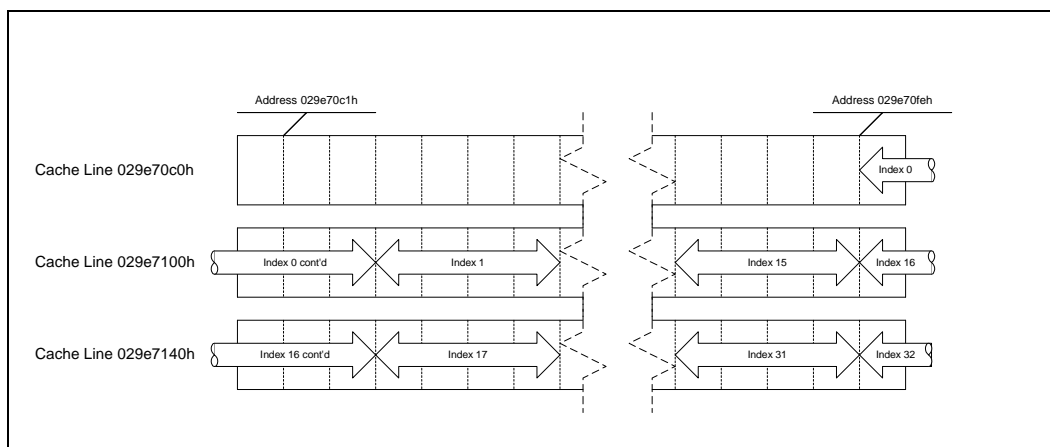 Address 029e70c1h
Address 029e70feh
Cache Line 029e70c0h
Index 0
Cache Line 029e7100h
Index 0 cont'd
Index 1
Index 15
Index 16
Cache Line 029e7140h
Index 16 cont'd
Index 17
Index 31
Index 32